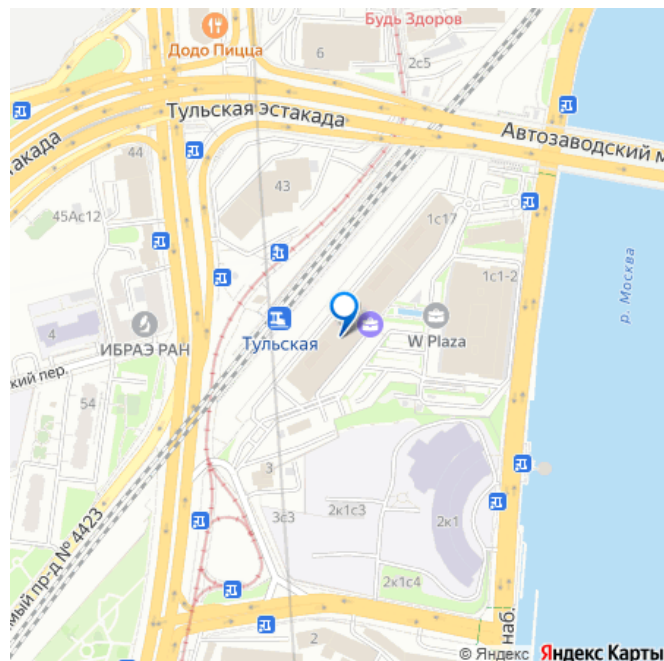 Будь Здоров
Додо Пицца
6
2с5
Тульская эстакада
такада
Автозаводский м
44
43
45Ас12
1с17
1с1-2
р. Москва
4
ИБРАЭ РАН
Тульская
W Plaza
кий пер.
54
3
3с3
2к1с3
2к1
мый пр-д № 4423
2к1с4
2
наб.
© Яндекс Яндекс Карты